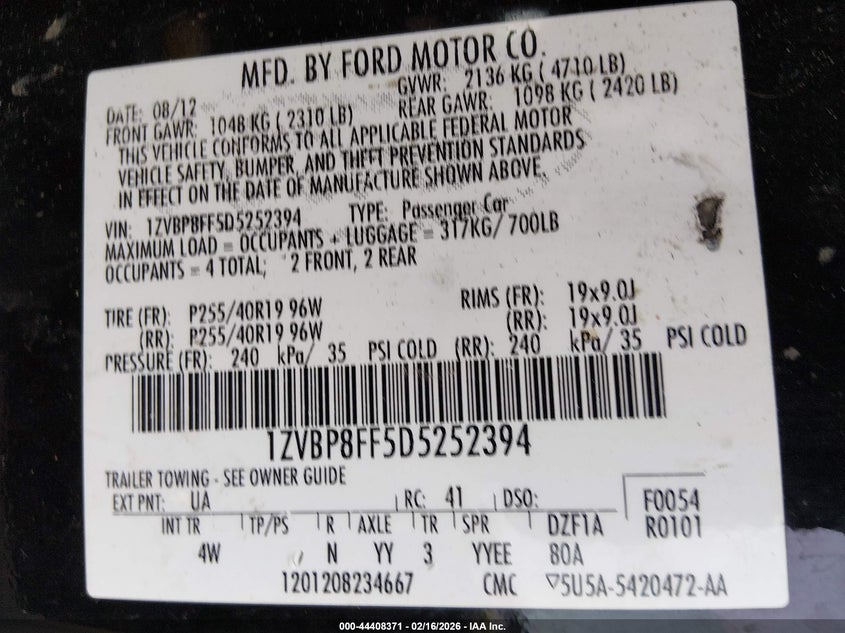 MFD. BY FORD MOTOR CO.
DATE: 08/12 GVWR: 2136 KG ( 4710 LB)
FRONT GAWR: 1048 KG ( 2310 LB) REAR GAWR: 1098 KG ( 2420 LB)
THIS VEHICLE CONFORMS TO ALL APPLICABLE FEDERAL MOTOR
VEHICLE SAFETY, BUMPER, AND THEFT PREVENTION STANDARDS
IN EFFECT ON THE DATE OF MANUFACTURE SHOWN ABOVE.
VIN: 1ZVBP8FF5D5252394 TYPE: Passenger Car
MAXIMUM LOAD = OCCUPANTS + LUGGAGE = 317KG/ 700LB
OCCUPANTS = 4 TOTAL; 2 FRONT, 2 REAR
TIRE (FR): P255/40R19 96W RIMS (FR): 19x9.0J
(RR): P255/40R19 96W (RR): 19x9.0J
PRESSURE (FR): 240 kPa/ 35 PSI COLD (RR): 240 kPa/ 35 PSI COLD
1ZVBP8FF5D5252394
TRAILER TOWING - SEE OWNER GUIDE
EXT PNT: UA RC: 41 DSO: F0054
INT TR TP/PS R AXLE TR SPR DZF1A R0101
4W N YY 3 YYEE 80A
1201208234667 CMC ▽5U5A-5420472-AA
000-44408371 - 02/16/2026 - IAA Inc.